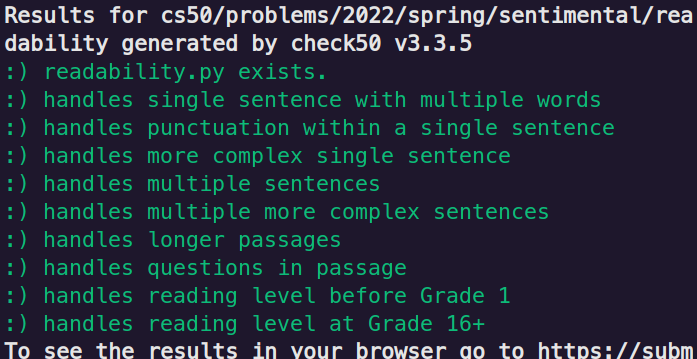 Results for cs50/problems/2022/spring/sentimental/rea
dability generated by check50 v3.3.5
:) readability.py exists.
:) handles single sentence with multiple words
:) handles punctuation within a single sentence
:) handles more complex single sentence
:) handles multiple sentences
:) handles multiple more complex sentences
:) handles longer passages
:) handles questions in passage
:) handles reading level before Grade 1
:) handles reading level at Grade 16+
To see the results in your browser go to https://subm